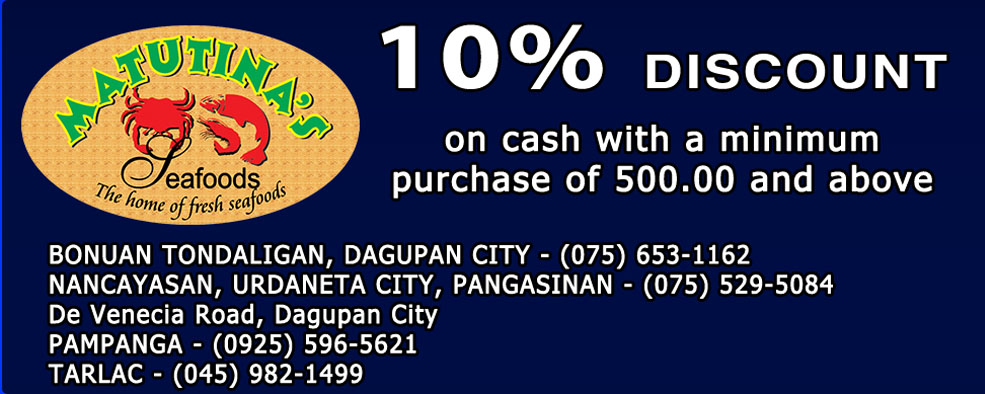 MATUTINA'S
Seafoods
The home of fresh seafoods
10% DISCOUNT
on cash with a minimum
purchase of 500.00 and above
BONUAN TONDALIGAN, DAGUPAN CITY - (075) 653-1162
NANCAYASAN, URDANETA CITY, PANGASINAN - (075) 529-5084
De Venecia Road, Dagupan City
PAMPANGA - (0925) 596-5621
TARLAC - (045) 982-1499